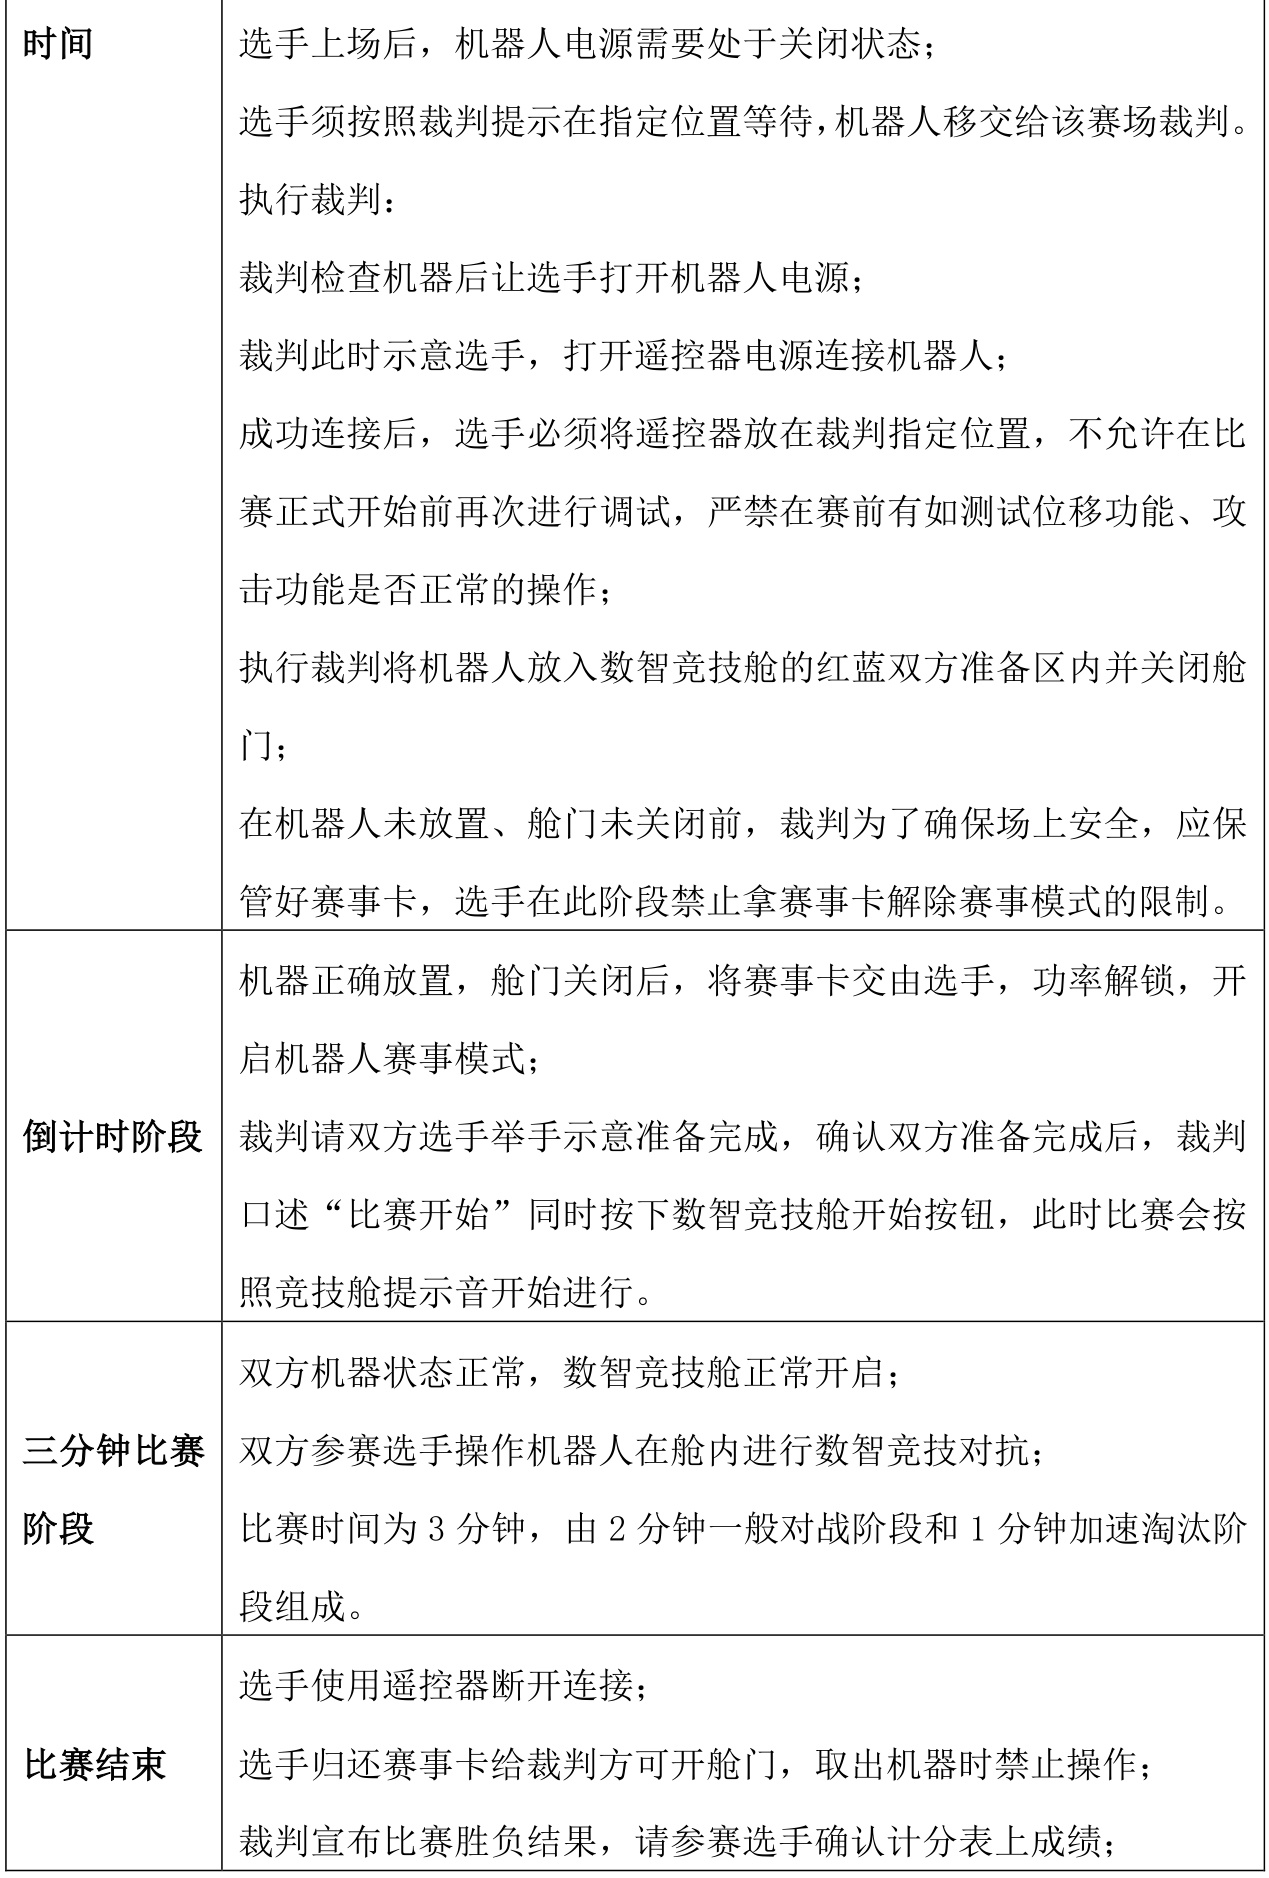 时间
选手上场后，机器人电源需要处于关闭状态；
选手须按照裁判提示在指定位置等待，机器人移交给该赛场裁判。
执行裁判：
裁判检查机器后让选手打开机器人电源；
裁判此时示意选手，打开遥控器电源连接机器人；
成功连接后，选手必须将遥控器放在裁判指定位置，不允许在比
赛正式开始前再次进行调试，严禁在赛前有如测试位移功能、攻
击功能是否正常的操作；
执行裁判将机器人放入数智竞技舱的红蓝双方准备区内并关闭舱
门；
在机器人未放置、舱门未关闭前，裁判为了确保场上安全，应保
管好赛事卡，选手在此阶段禁止拿赛事卡解除赛事模式的限制。
倒计时阶段
机器正确放置，舱门关闭后，将赛事卡交由选手，功率解锁，开
启机器人赛事模式；
裁判请双方选手举手示意准备完成，确认双方准备完成后，裁判
口述“比赛开始”同时按下数智竞技舱开始按钮，此时比赛会按
照竞技舱提示音开始进行。
三分钟比赛
阶段
双方机器状态正常，数智竞技舱正常开启；
双方参赛选手操作机器人在舱内进行数智竞技对抗；
比赛时间为 3 分钟，由 2 分钟一般对战阶段和 1 分钟加速淘汰阶
段组成。
比赛结束
选手使用遥控器断开连接；
选手归还赛事卡给裁判方可开舱门，取出机器时禁止操作；
裁判宣布比赛胜负结果，请参赛选手确认计分表上成绩；